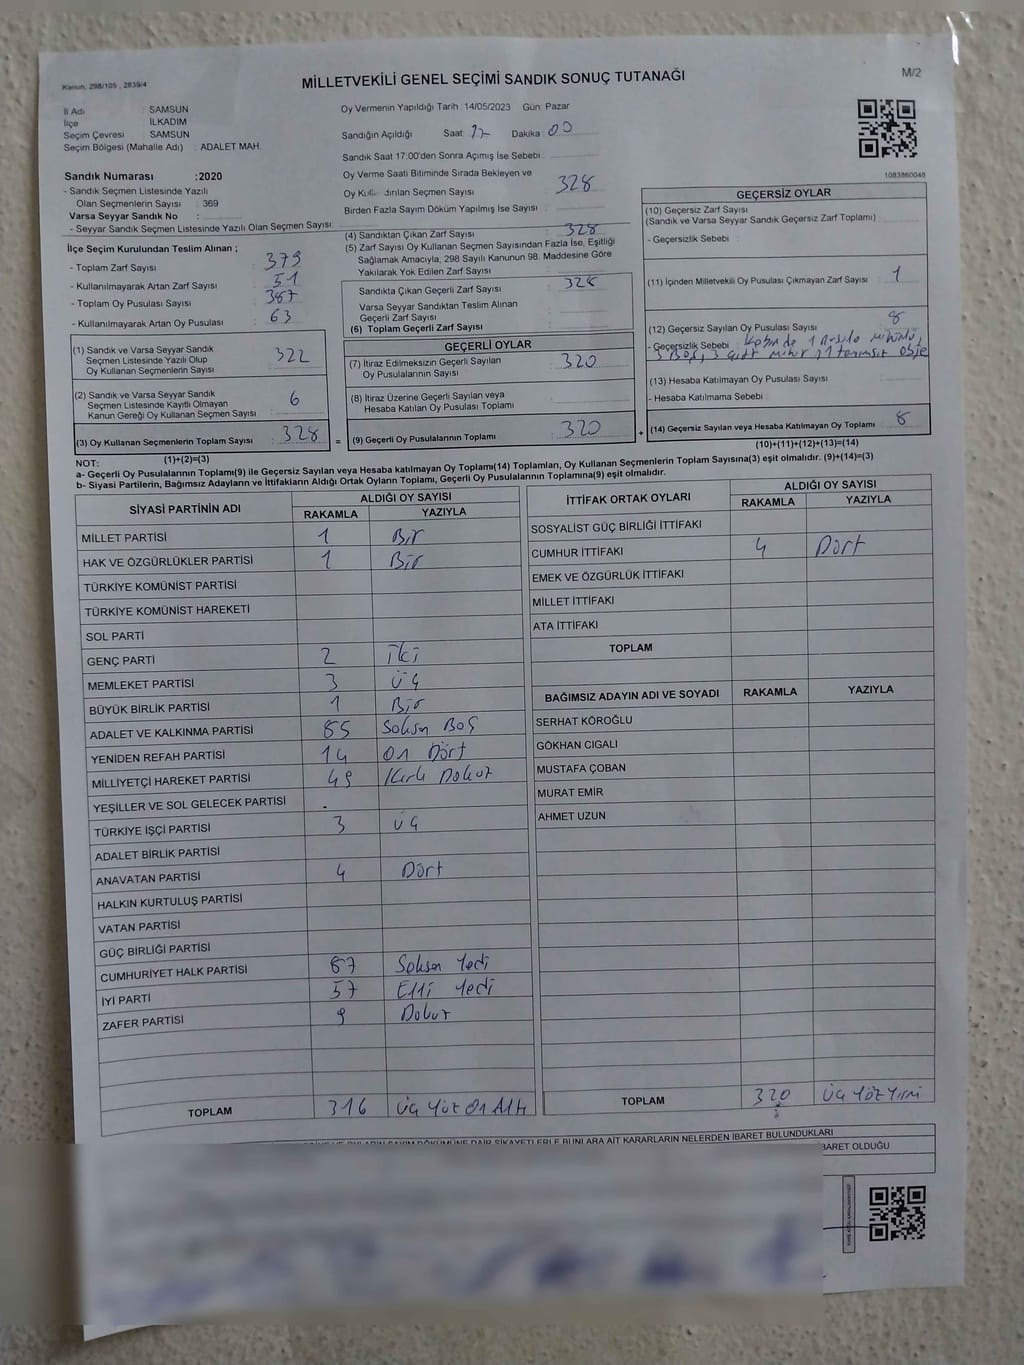 Kanun, 298/105 , 2839/4
MİLLETVEKİLİ GENEL SEÇİMİ SANDIK SONUÇ TUTANAĞI
M/2
İl Adı : SAMSUN
İlçe : İLKADIM
Seçim Çevresi : SAMSUN
Seçim Bölgesi (Mahalle Adı) : ADALET MAH.
Oy Vermenin Yapıldığı Tarih :14/05/2023 Gün: Pazar
Sandığın Açıldığı Saat: 17 Dakika: 00
Sandık Saat 17:00'den Sonra Açımış İse Sebebi:
Oy Verme Saati Bitiminde Sırada Bekleyen ve
Oy Kullandırılan Seçmen Sayısı : 328
Birden Fazla Sayım Döküm Yapılmış İse Sayısı :
1083860048
Sandık Numarası :2020
- Sandık Seçmen Listesinde Yazılı
Olan Seçmenlerin Sayısı : 369
Varsa Seyyar Sandık No :
- Seyyar Sandık Seçmen Listesinde Yazılı Olan Seçmen Sayısı:
İlçe Seçim Kurulundan Teslim Alınan ;
- Toplam Zarf Sayısı : 379
- Kullanılmayarak Artan Zarf Sayısı : 51
- Toplam Oy Pusulası Sayısı : 387
- Kullanılmayarak Artan Oy Pusulası : 63
(1) Sandık ve Varsa Seyyar Sandık
Seçmen Listesinde Yazılı Olup
Oy Kullanan Seçmenlerin Sayısı : 322
(2) Sandık ve Varsa Seyyar Sandık
Seçmen Listesinde Kayıtlı Olmayan
Kanun Gereği Oy Kullanan Seçmen Sayısı : 6
(3) Oy Kullanan Seçmenlerin Toplam Sayısı : 328
(1)+(2)=(3)
(4) Sandıktan Çıkan Zarf Sayısı : 328
(5) Zarf Sayısı Oy Kullanan Seçmen Sayısından Fazla İse, Eşitliği
Sağlamak Amacıyla, 298 Sayılı Kanunun 98. Maddesine Göre
Yakılarak Yok Edilen Zarf Sayısı :
Sandıkta Çıkan Geçerli Zarf Sayısı : 328
Varsa Seyyar Sandıktan Teslim Alınan
Geçerli Zarf Sayısı :
(6) Toplam Geçerli Zarf Sayısı :
GEÇERLİ OYLAR
(7) İtiraz Edilmeksizin Geçerli Sayılan
Oy Pusulalarının Sayısı : 320
(8) İtiraz Üzerine Geçerli Sayılan veya
Hesaba Katılan Oy Pusulası Toplamı :
= (9) Geçerli Oy Pusulalarının Toplamı : 320
GEÇERSİZ OYLAR
(10) Geçersiz Zarf Sayısı
(Sandık ve Varsa Seyyar Sandık Geçersiz Zarf Toplamı) :
- Geçersizlik Sebebi :
(11) İçinden Milletvekili Oy Pusulası Çıkmayan Zarf Sayısı : 1
(12) Geçersiz Sayılan Oy Pusulası Sayısı : 8
- Geçersizlik Sebebi :
(13) Hesaba Katılmayan Oy Pusulası Sayısı :
- Hesaba Katılmama Sebebi :
+ (14) Geçersiz Sayılan veya Hesaba Katılmayan Oy Toplamı : 8
(10)+(11)+(12)+(13)=(14)
NOT:
a- Geçerli Oy Pusulalarının Toplamı(9) ile Geçersiz Sayılan veya Hesaba katılmayan Oy Toplamı(14) Toplamları, Oy Kullanan Seçmenlerin Toplam Sayısına(3) eşit olmalıdır. (9)+(14)=(3)
b- Siyasi Partilerin, Bağımsız Adayların ve İttifakların Aldığı Ortak Oyların Toplamı, Geçerli Oy Pusulalarının Toplamına(9) eşit olmalıdır.
SİYASİ PARTİNİN ADI ALDIĞI OY SAYISI
RAKAMLA YAZIYLA
MİLLET PARTİSİ 1 Bir
HAK VE ÖZGÜRLÜKLER PARTİSİ 1 Bir
TÜRKİYE KOMÜNİST PARTİSİ
TÜRKİYE KOMÜNİST HAREKETİ
SOL PARTİ
GENÇ PARTİ 2 iki
MEMLEKET PARTİSİ 3 üç
BÜYÜK BİRLİK PARTİSİ 1 Bir
ADALET VE KALKINMA PARTİSİ 85 Seksen Beş
YENİDEN REFAH PARTİSİ 14 On Dört
MİLLİYETÇİ HAREKET PARTİSİ 49 Kırk Dokuz
YEŞİLLER VE SOL GELECEK PARTİSİ -
TÜRKİYE İŞÇİ PARTİSİ 3 üç
ADALET BİRLİK PARTİSİ
ANAVATAN PARTİSİ 4 Dört
HALKIN KURTULUŞ PARTİSİ
VATAN PARTİSİ
GÜÇ BİRLİĞİ PARTİSİ
CUMHURİYET HALK PARTİSİ 87 Seksen Yedi
İYİ PARTİ 57 Elli Yedi
ZAFER PARTİSİ 9 Dokuz
TOPLAM 316 üç Yüz On Altı
İTTİFAK ORTAK OYLARI ALDIĞI OY SAYISI
RAKAMLA YAZIYLA
SOSYALİST GÜÇ BİRLİĞİ İTTİFAKI
CUMHUR İTTİFAKI 4 Dört
EMEK VE ÖZGÜRLÜK İTTİFAKI
MİLLET İTTİFAKI
ATA İTTİFAKI
TOPLAM
BAĞIMSIZ ADAYIN ADI VE SOYADI RAKAMLA YAZIYLA
SERHAT KÖROĞLU
GÖKHAN CIGALI
MUSTAFA ÇOBAN
MURAT EMİR
AHMET UZUN
TOPLAM 320 üç Yüz Yirmi
DAİR ŞİKAYETLERLE BUNLARA AİT KARARLARIN NELERDEN İBARET BULUNDUKLARI
BARET OLDUĞU